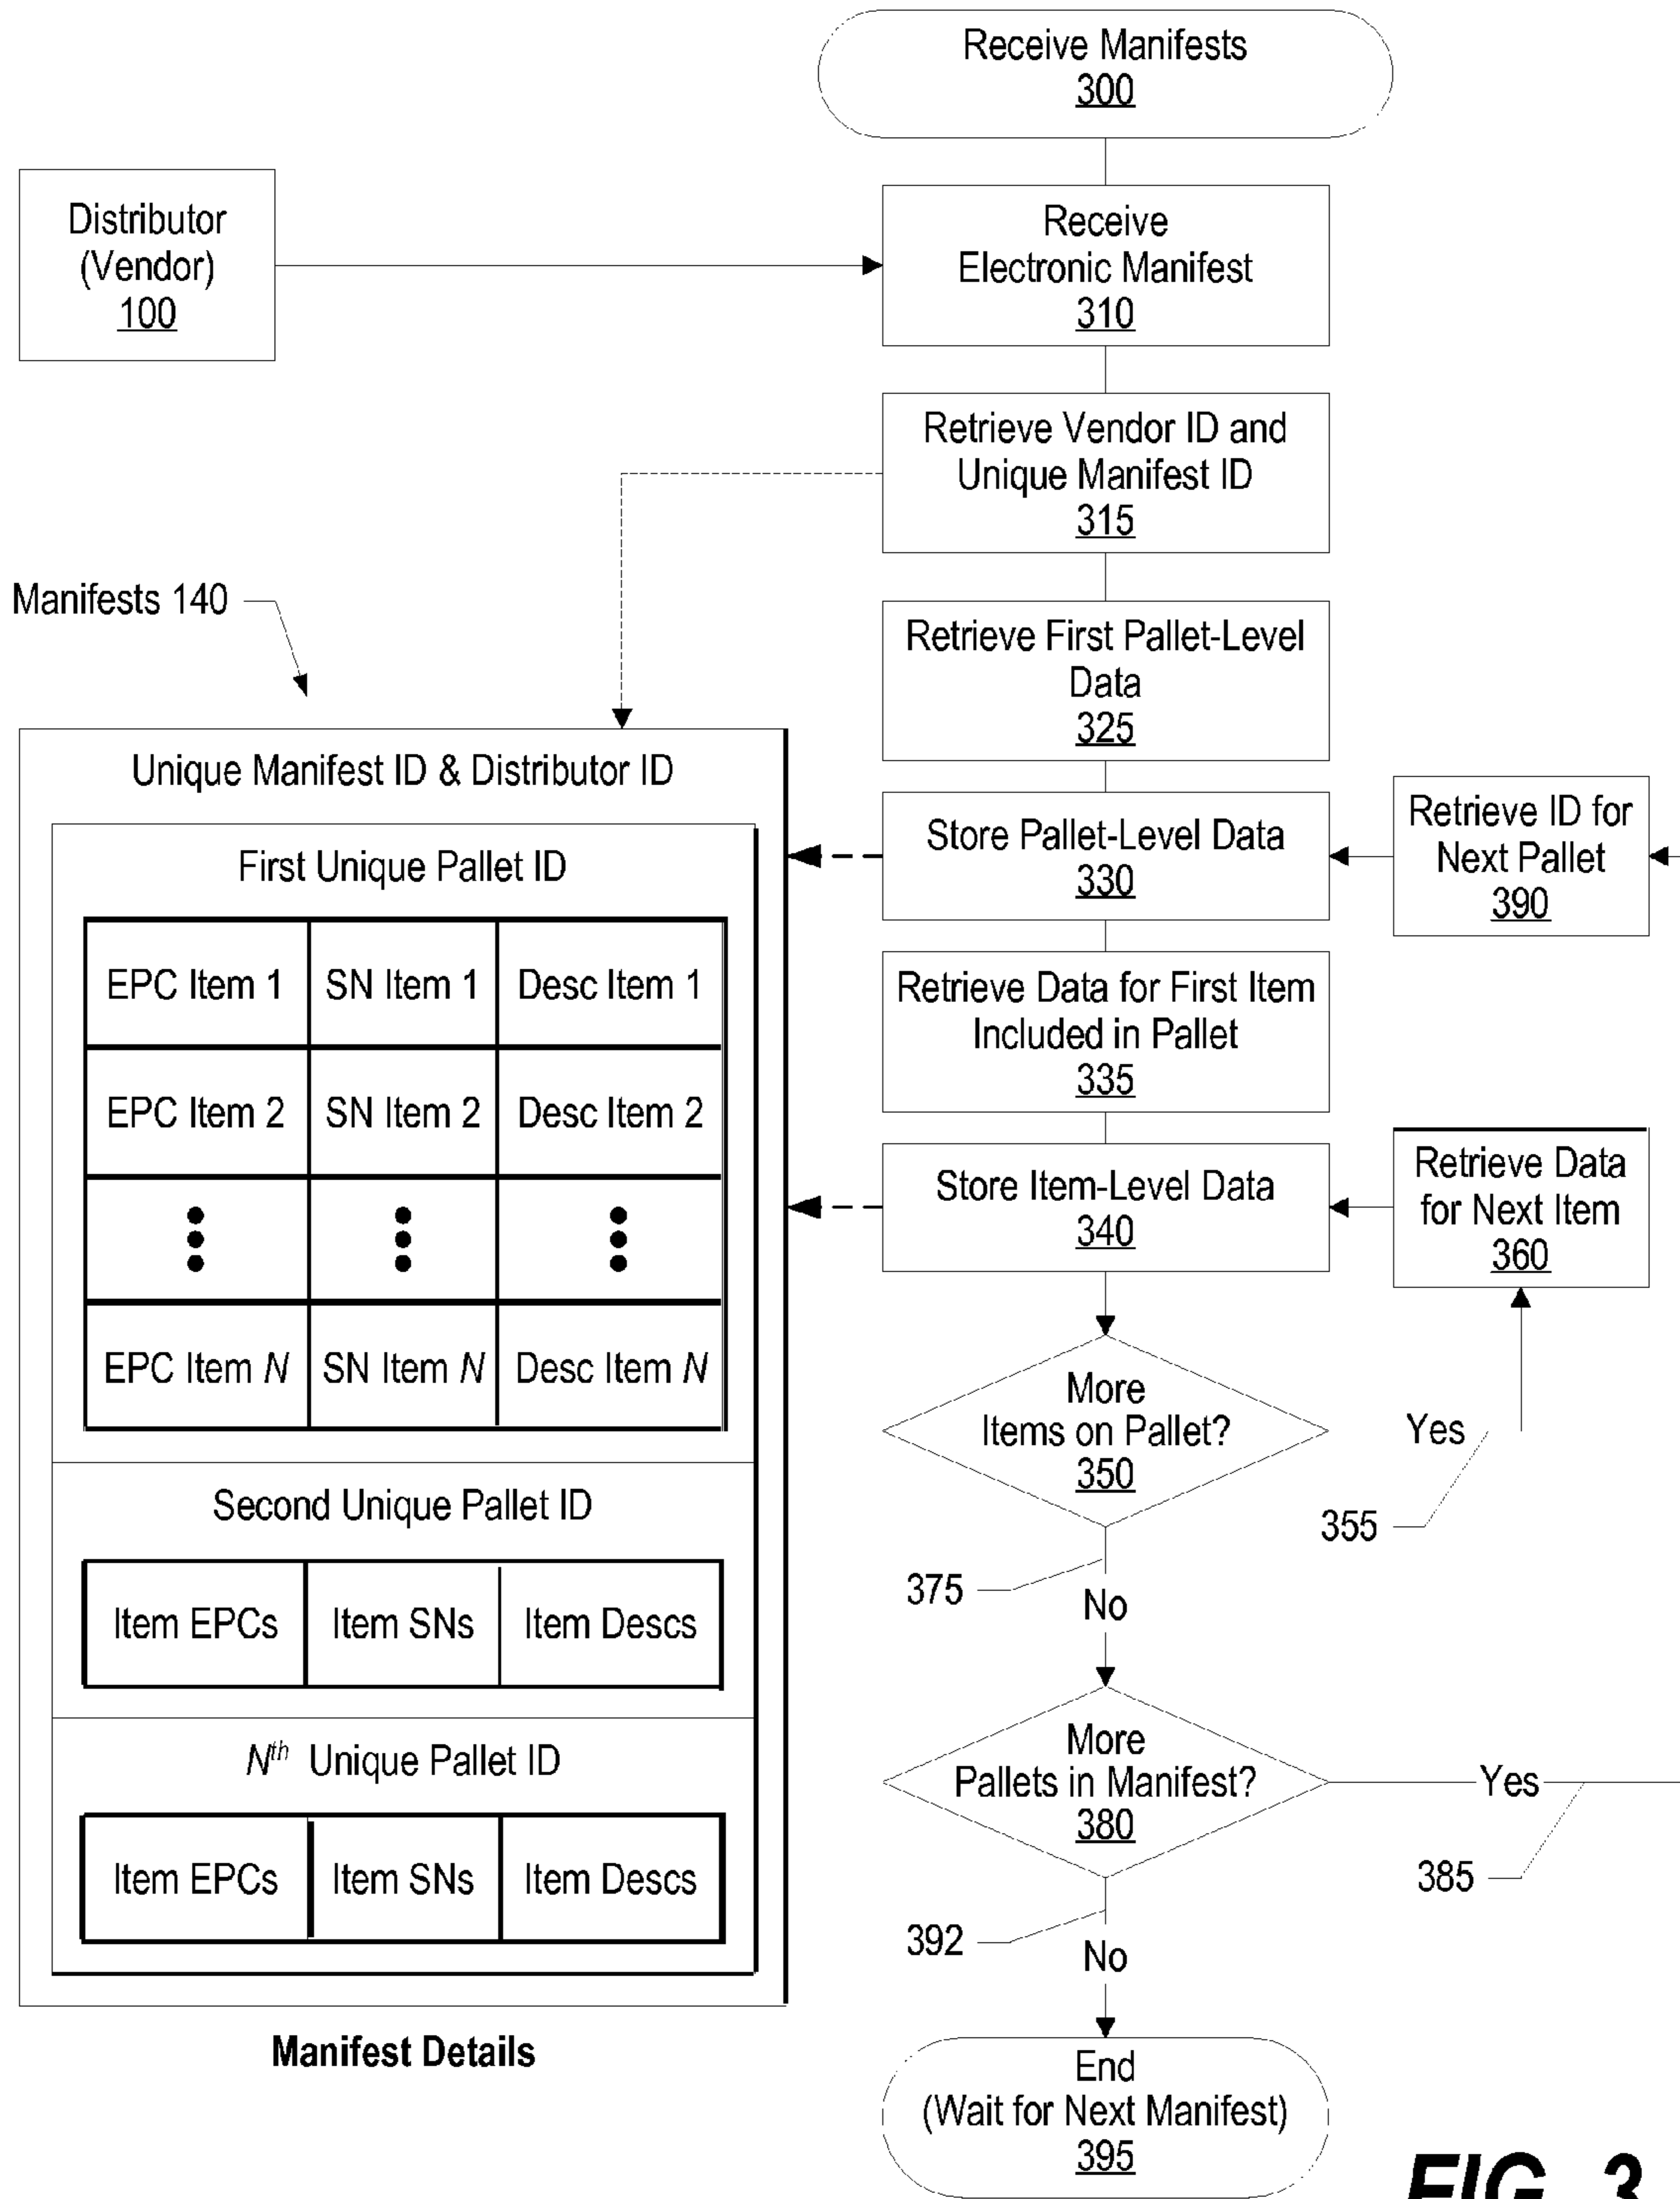 Receive Manifests
300
Distributor
(Vendor)
100
Receive
Electronic Manifest
310
Retrieve Vendor ID and
Unique Manifest ID
315
Manifests 140
Retrieve First Pallet-Level
Data
325
Unique Manifest ID & Distributor ID
Store Pallet-Level Data
330
Retrieve ID for
Next Pallet
390
First Unique Pallet ID
EPC Item 1 SN Item 1 Desc Item 1
EPC Item 2 SN Item 2 Desc Item 2
EPC Item N SN Item N Desc Item N
Retrieve Data for First Item
Included in Pallet
335
Store Item-Level Data
340
Retrieve Data
for Next Item
360
More
Items on Pallet?
350
Yes
355
375
No
Second Unique Pallet ID
Item EPCs Item SNs Item Descs
Nth Unique Pallet ID
Item EPCs Item SNs Item Descs
More
Pallets in Manifest?
380
Yes
385
392
No
Manifest Details
End
(Wait for Next Manifest)
395
FIG. 3